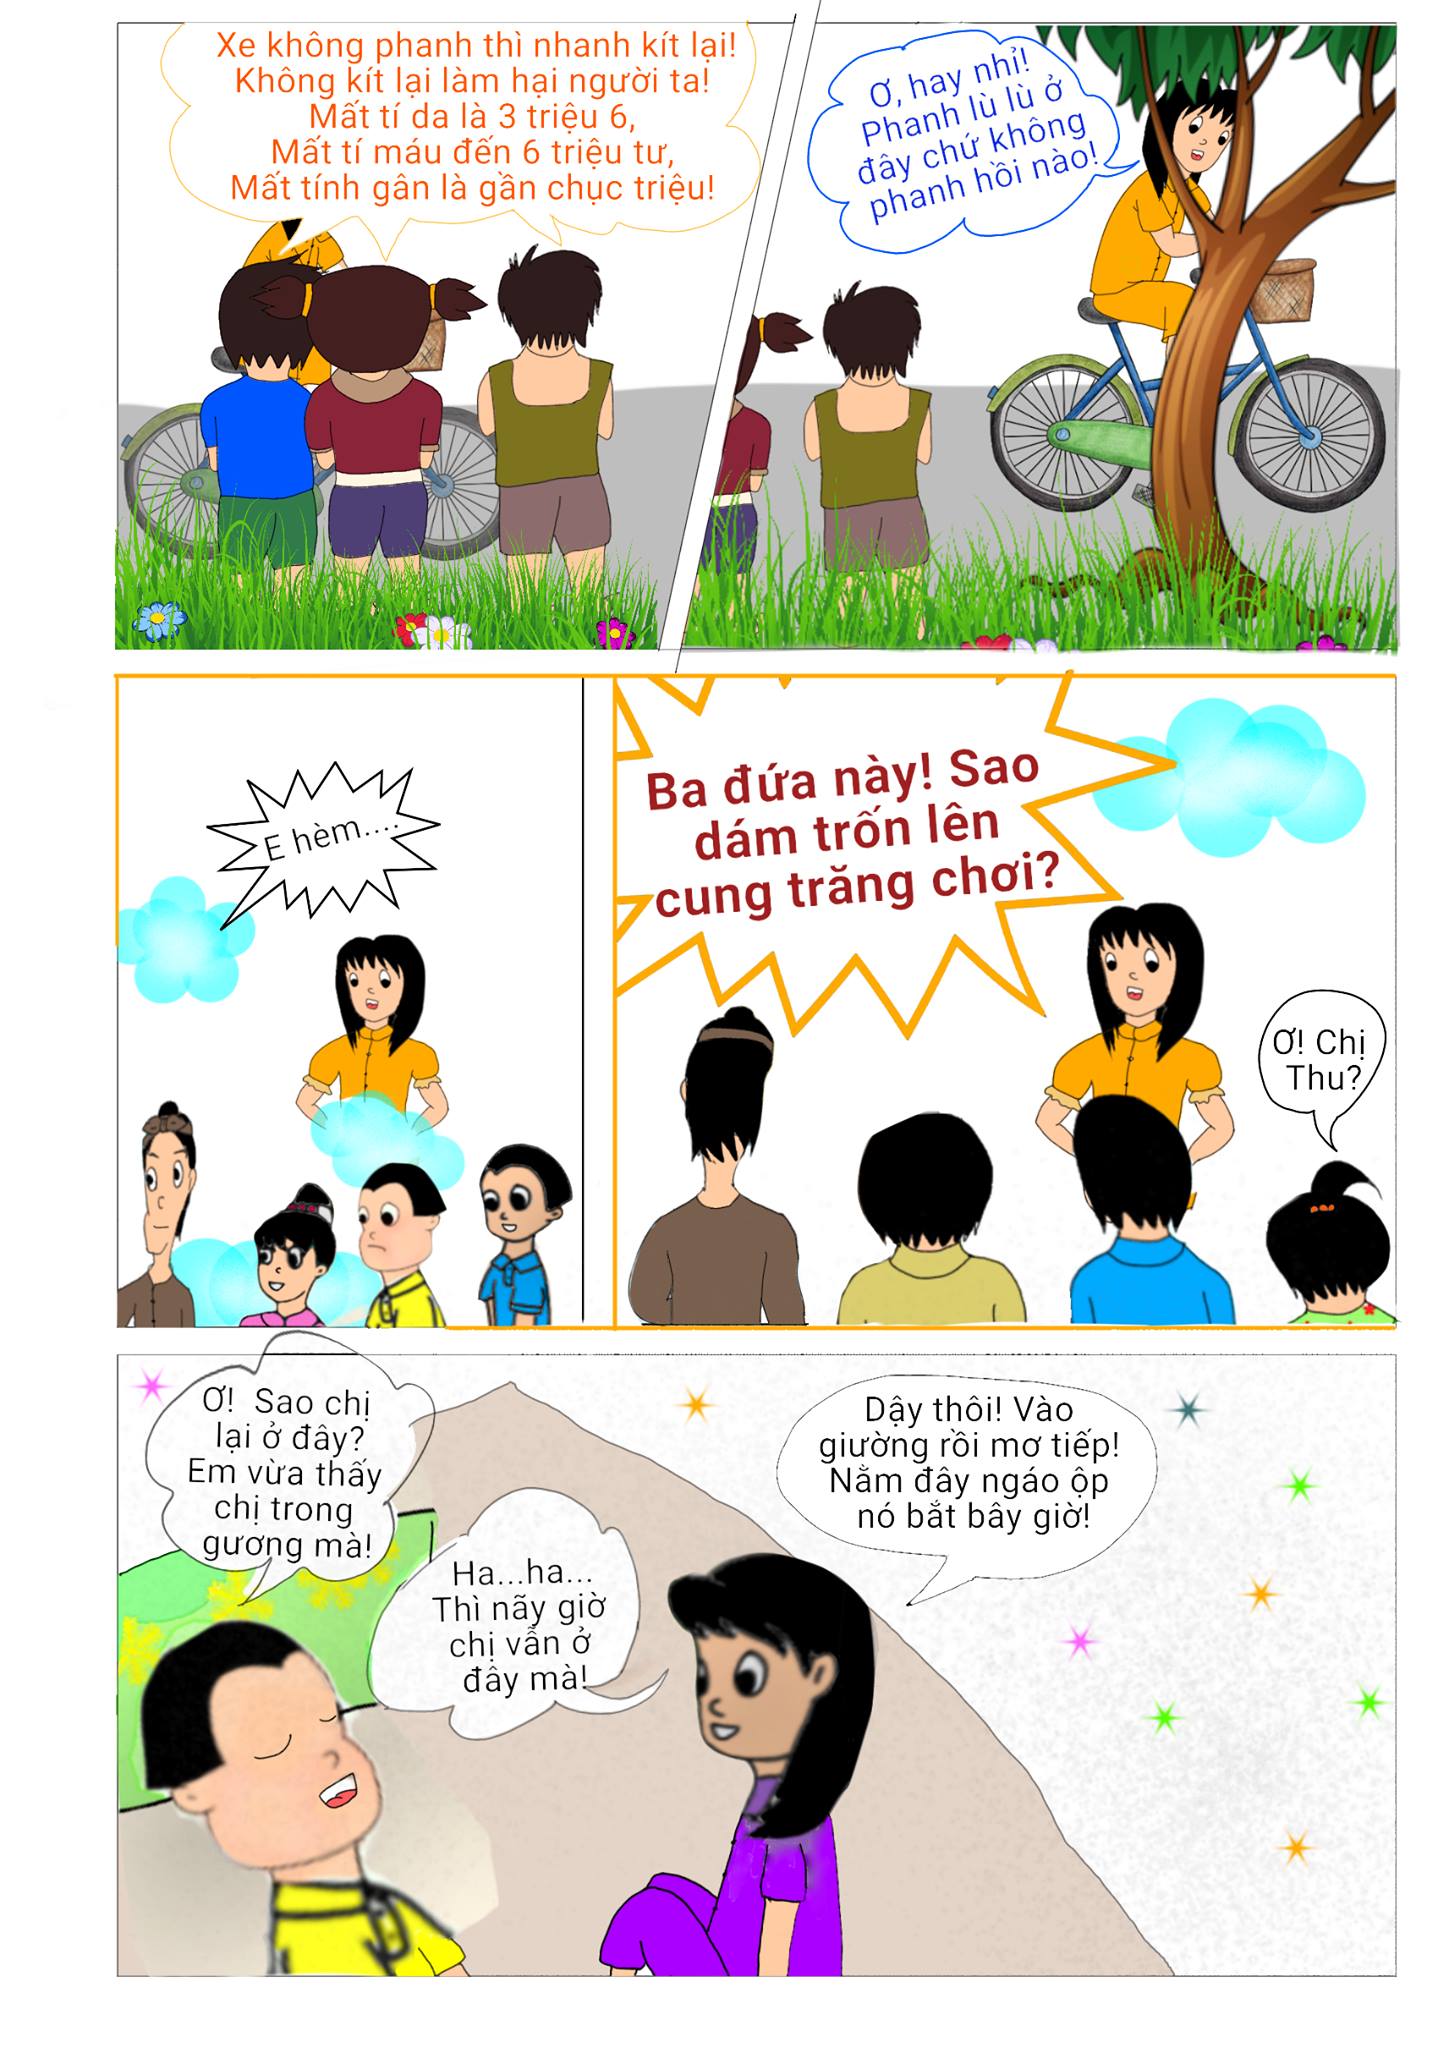 Xe không phanh thì nhanh kít lại!
Không kít lại làm hại người ta!
Mất tí da là 3 triệu 6,
Mất tí máu đến 6 triệu tư,
Mất tính gân là gần chục triệu!
Ơ, hay nhỉ!
Phanh lù lù ở
đây chứ không
phanh hồi nào!
E hèm....
Ba đứa này! Sao
dám trốn lên
cung trăng chơi?
Ơ! Chị
Thu?
Ơ! Sao chị
lại ở đây?
Em vừa thấy
chị trong
gương mà!
Ha...ha...
Thì nãy giờ
chị vẫn ở
đây mà!
Dậy thôi! Vào
giường rồi mơ tiếp!
Nằm đây ngáo ộp
nó bắt bây giờ!